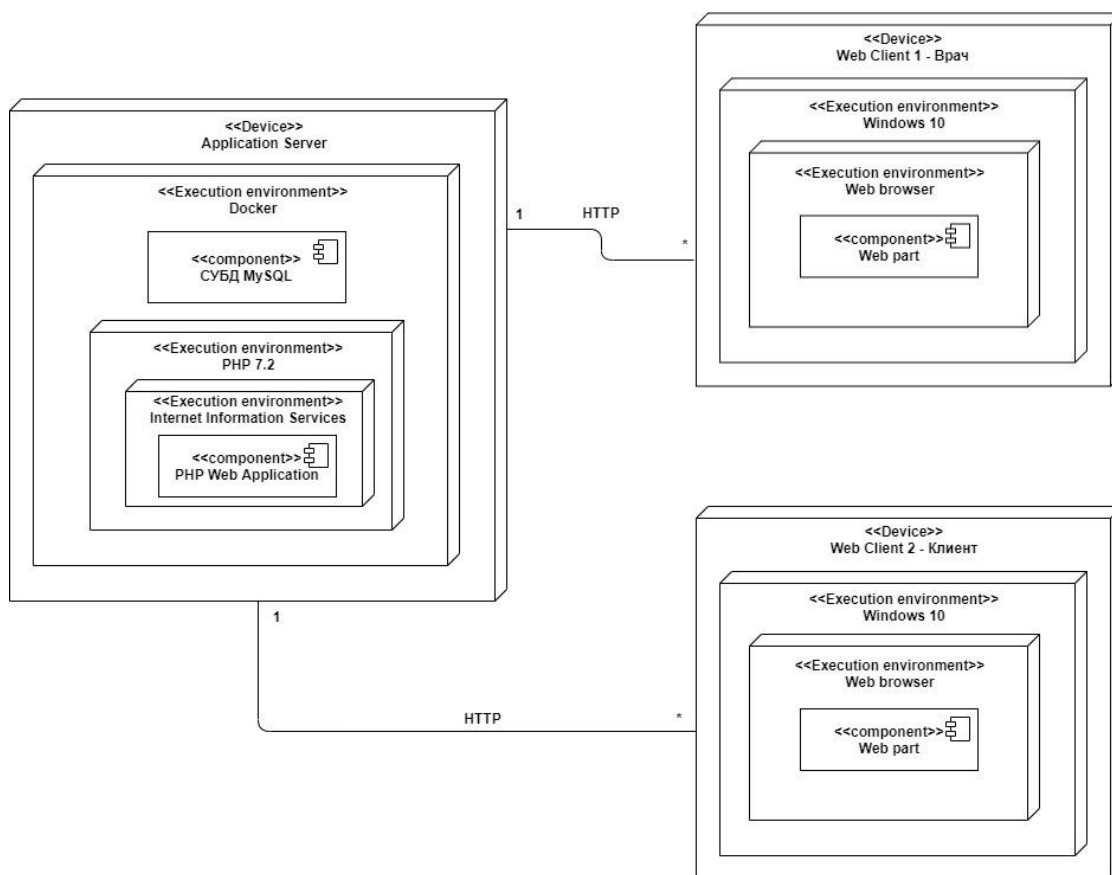 <<Device>>
Application Server
<<Execution environment>>
Docker
<<component>>
СУБД MySQL
<<Execution environment>>
PHP 7.2
<<Execution environment>>
Internet Information Services
<<component>>
PHP Web Application
1
HTTP
*
<<Device>>
Web Client 1 - Врач
<<Execution environment>>
Windows 10
<<Execution environment>>
Web browser
<<component>>
Web part
1
HTTP
*
<<Device>>
Web Client 2 - Клиент
<<Execution environment>>
Windows 10
<<Execution environment>>
Web browser
<<component>>
Web part